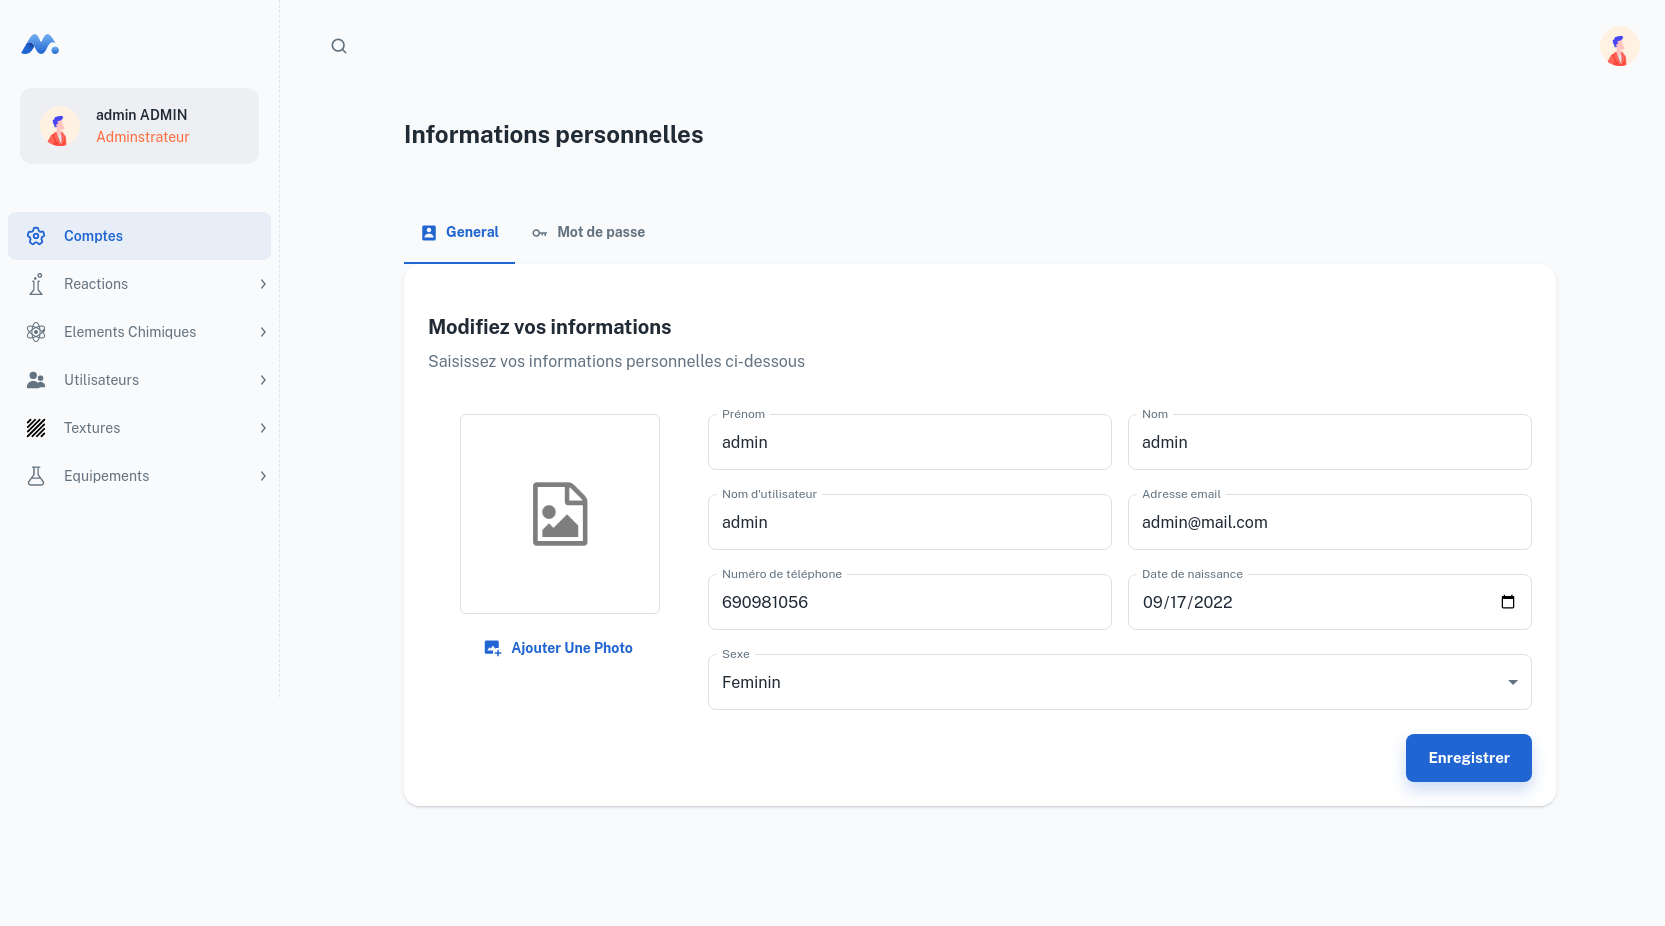 admin ADMIN
Adminstrateur
Comptes
Reactions
Elements Chimiques
Utilisateurs
Textures
Equipements
Informations personnelles
General
Mot de passe
Modifiez vos informations
Saisissez vos informations personnelles ci-dessous
Ajouter Une Photo
Prénom
admin
Nom
admin
Nom d'utilisateur
admin
Adresse email
admin@mail.com
Numéro de téléphone
690981056
Date de naissance
09/17/2022
Sexe
Feminin
Enregistrer